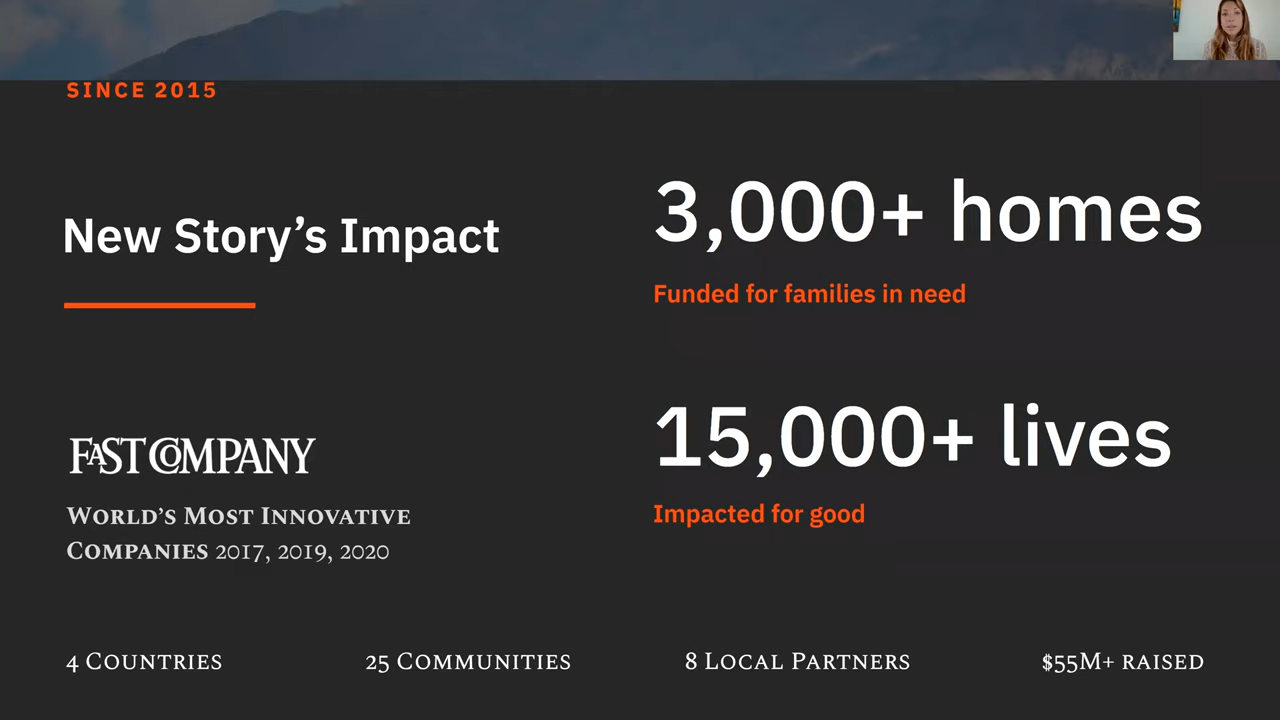 SINCE 2015
New Story’s Impact
3,000+ homes
Funded for families in need
15,000+ lives
Impacted for good
FAST COMPANY
WORLD’S MOST INNOVATIVE
COMPANIES 2017, 2019, 2020
4 COUNTRIES
25 COMMUNITIES
8 LOCAL PARTNERS
$55M+ RAISED